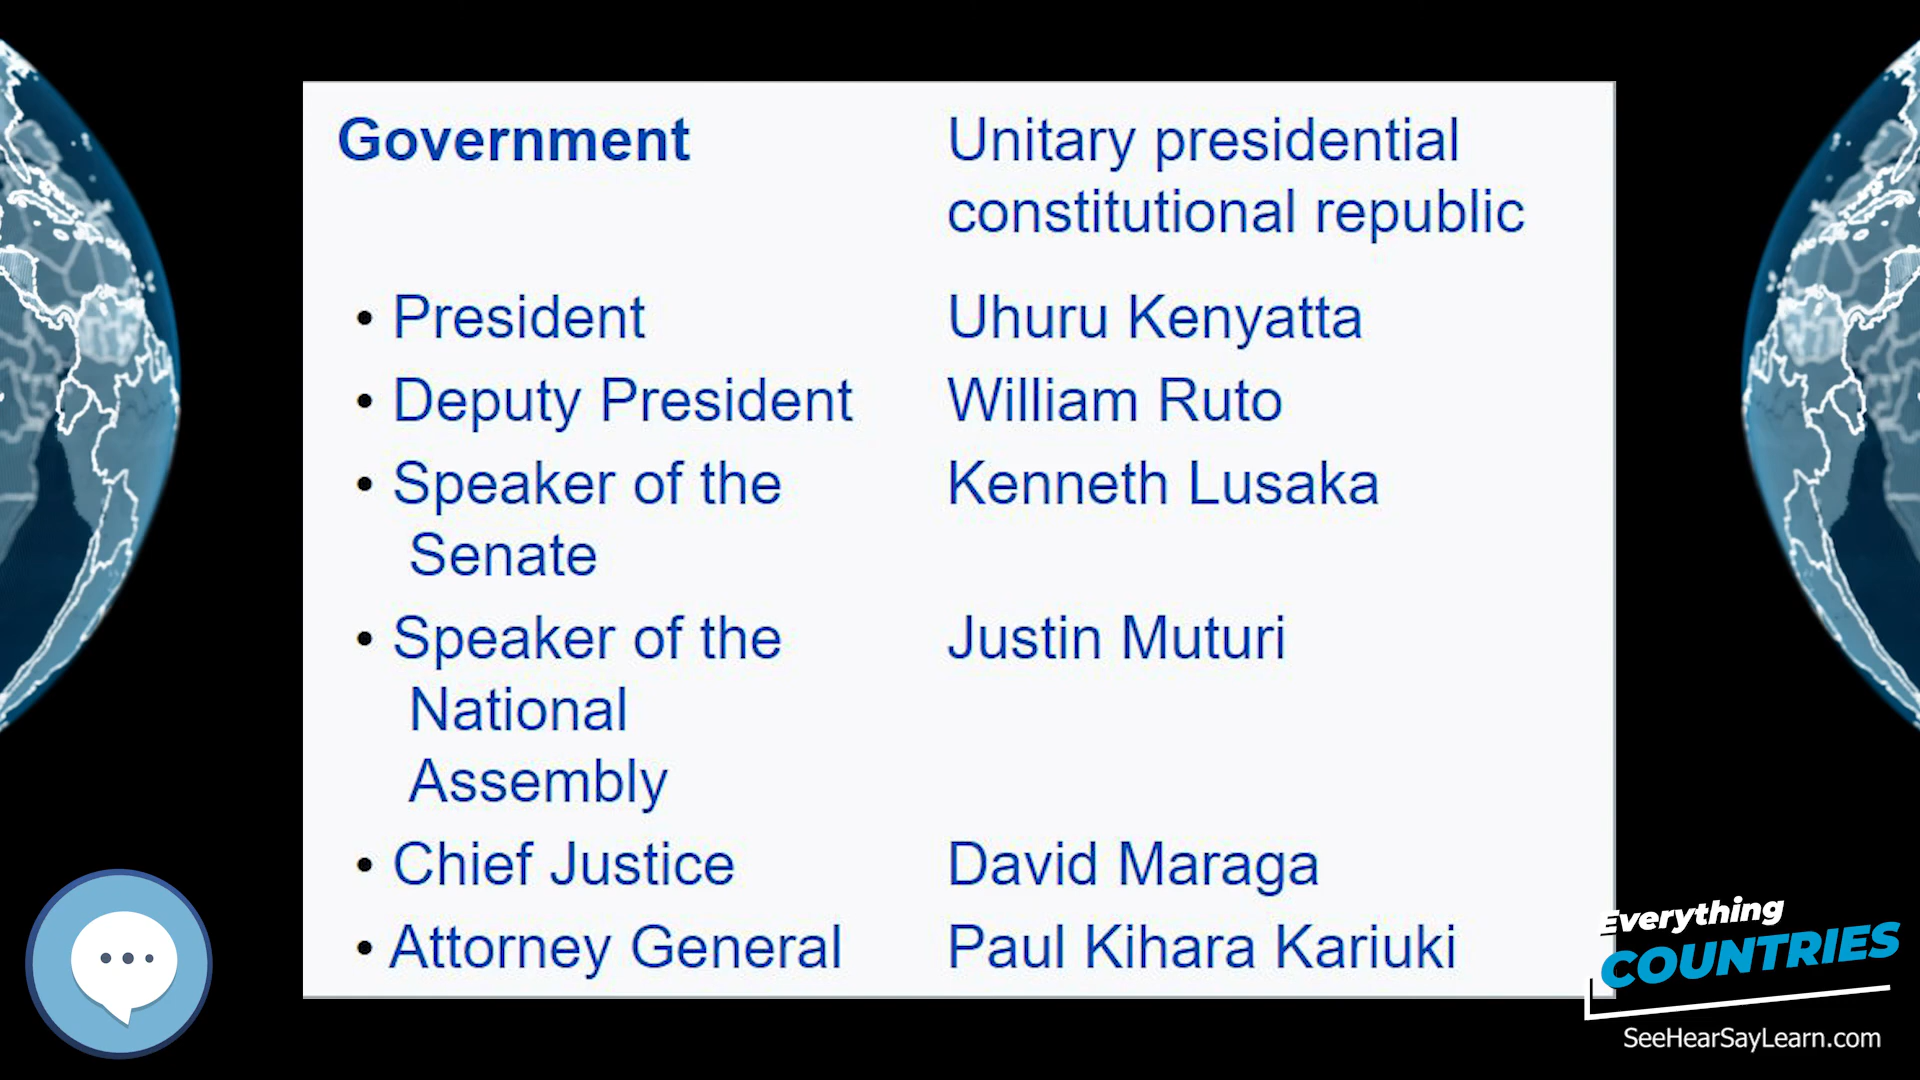 Government Unitary presidential
constitutional republic
• President Uhuru Kenyatta
• Deputy President William Ruto
• Speaker of the Kenneth Lusaka
Senate
• Speaker of the Justin Muturi
National
Assembly
• Chief Justice David Maraga
• Attorney General Paul Kihara Kariuki
Everything
COUNTRIES
SeeHearSayLearn.com